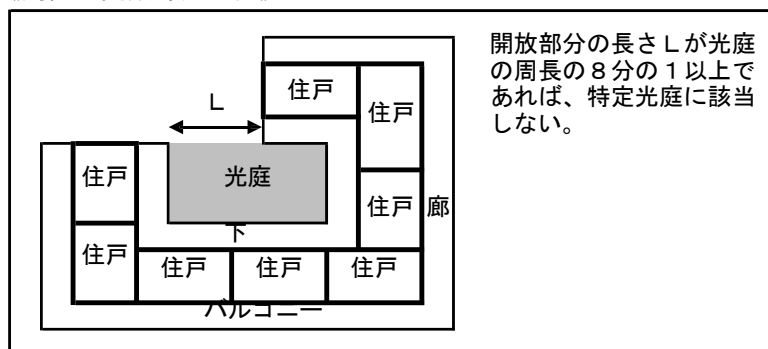 開放部分の長さLが光庭
の周長の8分の1以上で
あれば、特定光庭に該当
しない。
L
住戸
住戸
住戸
光庭
住戸
廊
下
住戸
住戸
住戸
住戸
バルコニー